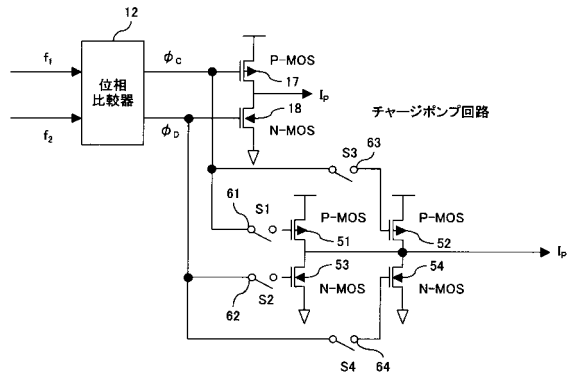 12
f₁
位相
比較器
ϕC
P-MOS
17
Iₚ
18
N-MOS
f₂
ϕD
チャージポンプ回路
S3
63
61
S1
P-MOS
51
P-MOS
52
Iₚ
62
S2
53
N-MOS
54
N-MOS
S4
64